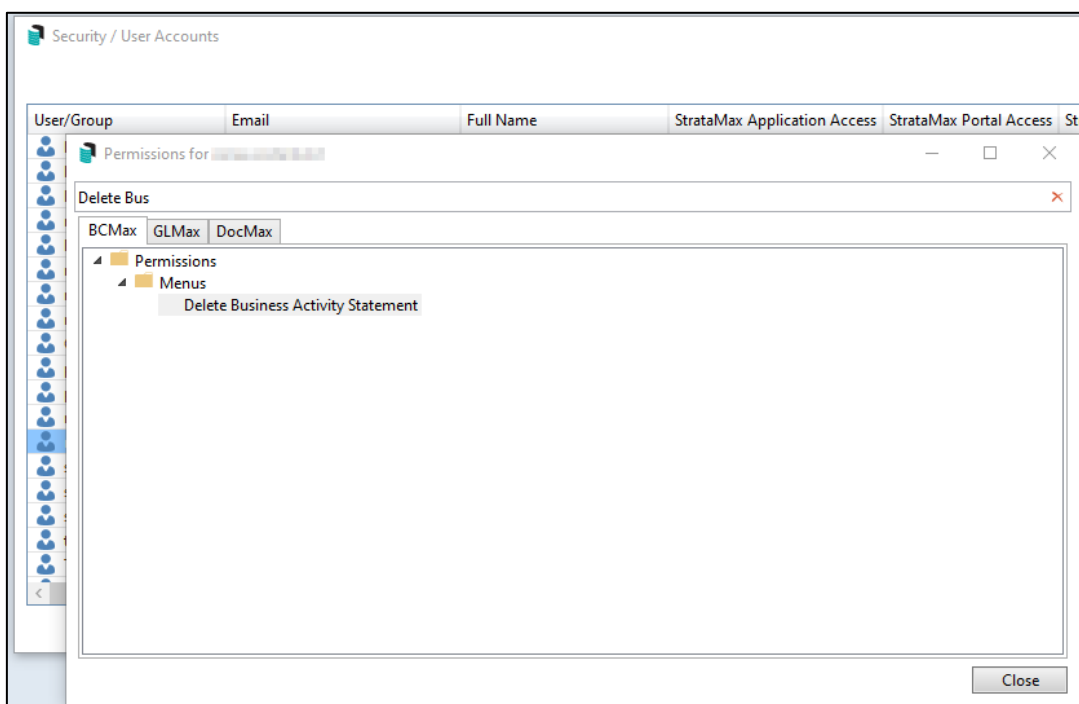 Security / User Accounts
User/Group Email Full Name StrataMax Application Access StrataMax Portal Access St
Permissions for
Delete Bus
BCMax GLMax DocMax
Permissions
Menus
Delete Business Activity Statement
Close